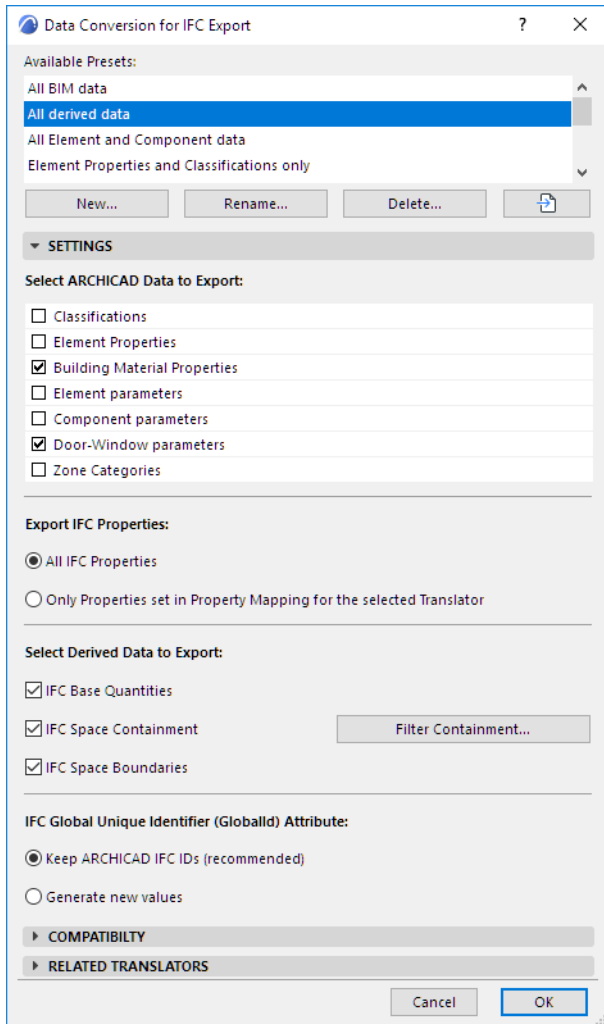 Data Conversion for IFC Export
?
Available Presets:
All BIM data
All derived data
All Element and Component data
Element Properties and Classifications only
New... Rename... Delete...
SETTINGS
Select ARCHICAD Data to Export:
Classifications
Element Properties
Building Material Properties
Element parameters
Component parameters
Door-Window parameters
Zone Categories
Export IFC Properties:
All IFC Properties
Only Properties set in Property Mapping for the selected Translator
Select Derived Data to Export:
IFC Base Quantities
IFC Space Containment Filter Containment...
IFC Space Boundaries
IFC Global Unique Identifier (GlobalId) Attribute:
Keep ARCHICAD IFC IDs (recommended)
Generate new values
COMPATIBILTY
RELATED TRANSLATORS
Cancel OK